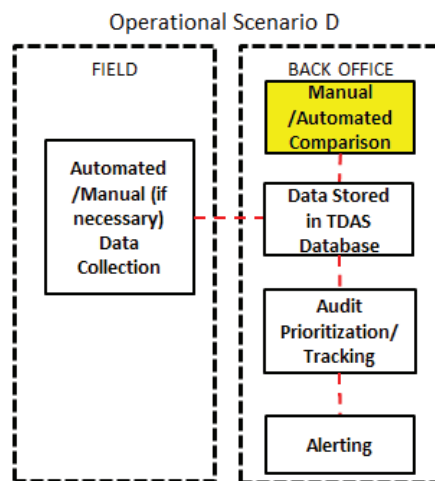 Operational Scenario D
FIELD
Automated
/Manual (if
necessary)
Data
Collection
BACK OFFICE
Manual
/Automated
Comparison
Data Stored
in TDAS
Database
Audit
Prioritization/
Tracking
Alerting